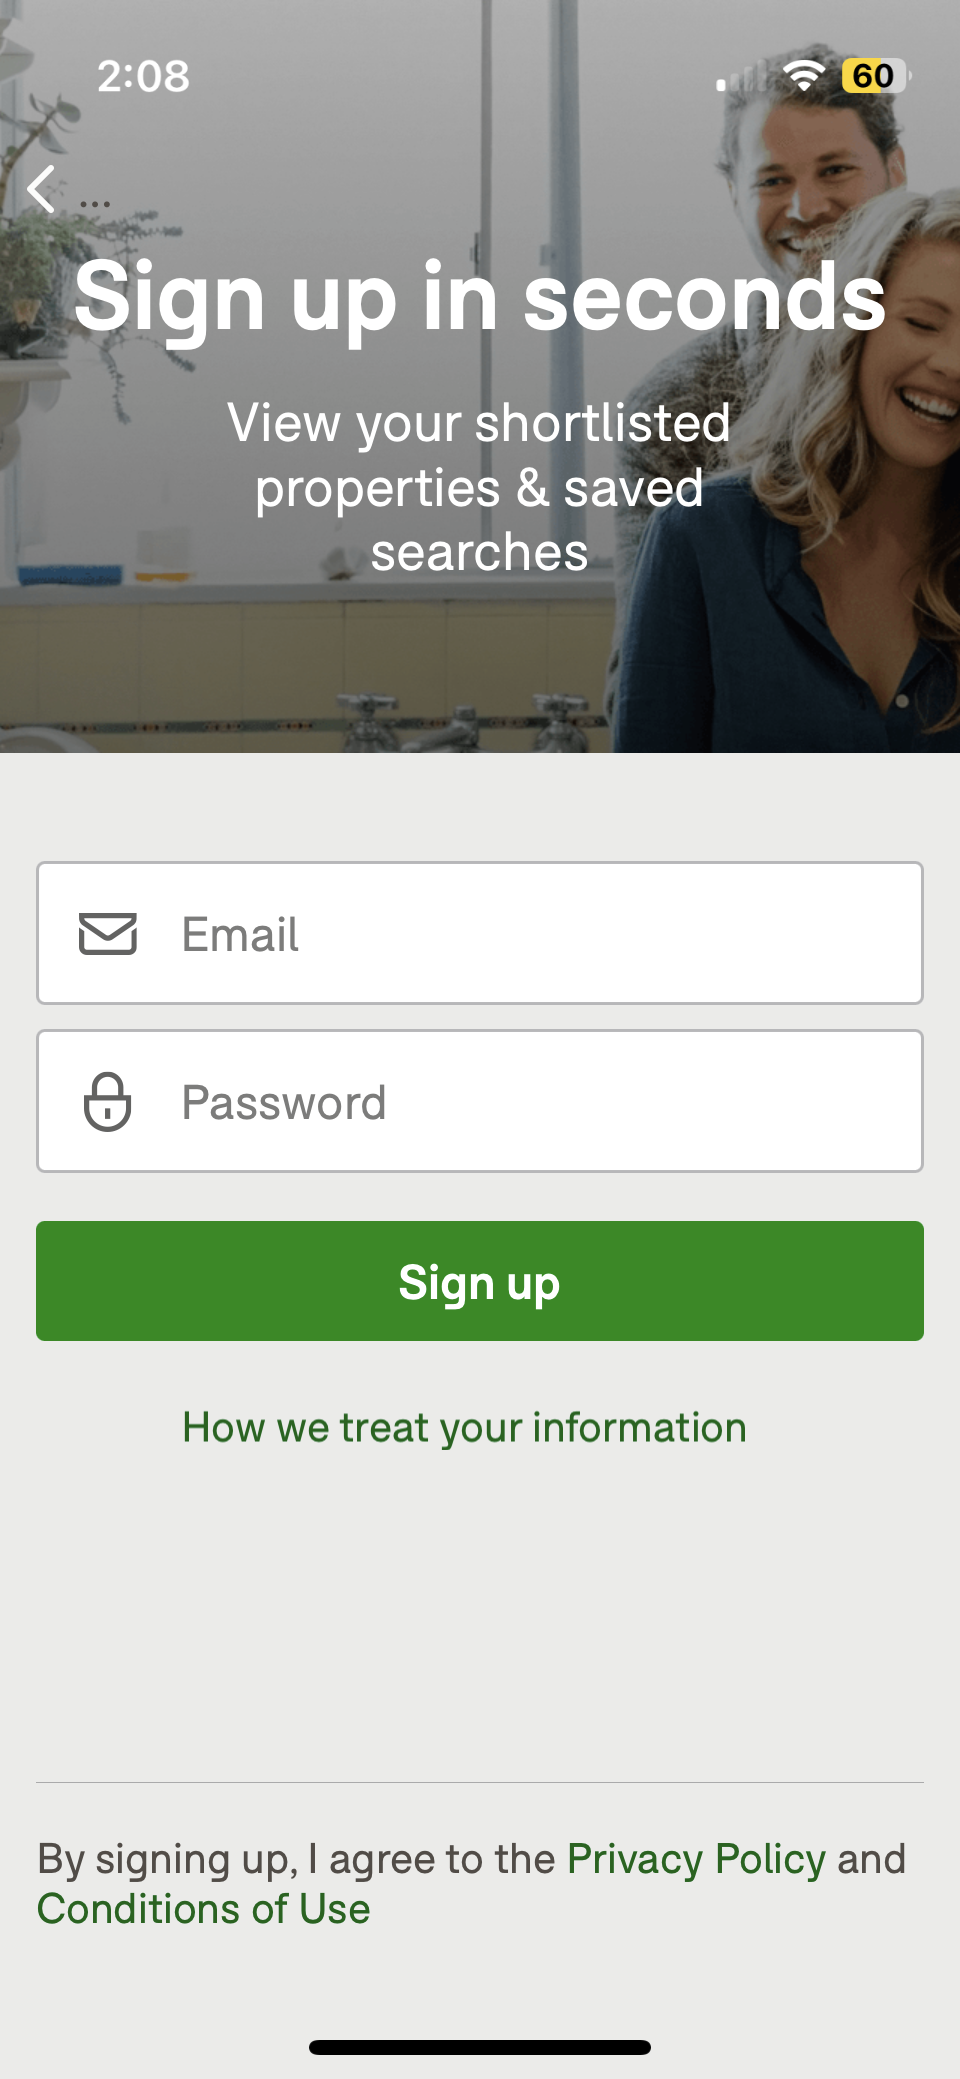 2:08
60
...
Sign up in seconds
View your shortlisted
properties & saved
searches
Email
Password
Sign up
How we treat your information
By signing up, I agree to the Privacy Policy and
Conditions of Use